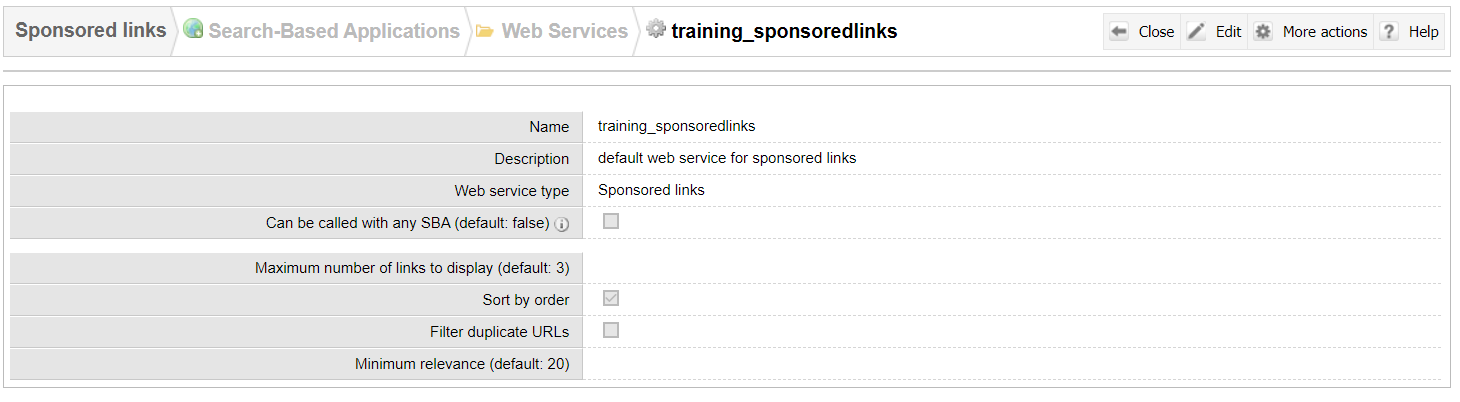 Sponsored links Search-Based Applications Web Services training_sponsoredlinks Close Edit More actions ? Help
Name training_sponsoredlinks
Description default web service for sponsored links
Web service type Sponsored links
Can be called with any SBA (default: false) i
Maximum number of links to display (default: 3)
Sort by order
Filter duplicate URLs
Minimum relevance (default: 20)